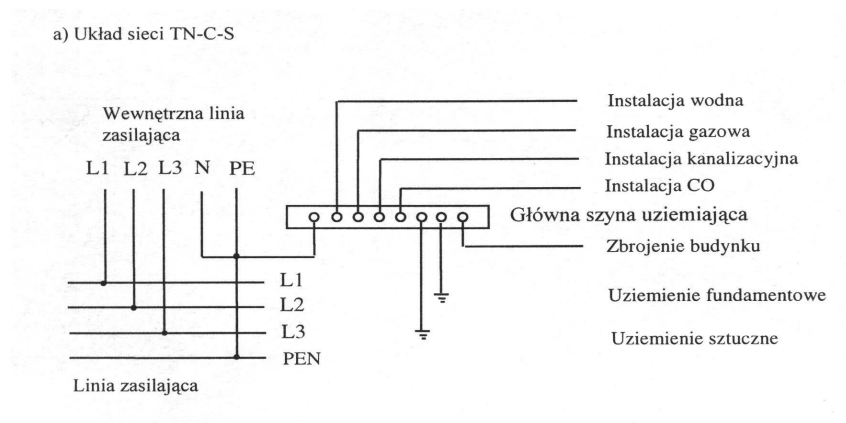 a) Układ sieci TN-C-S
Wewnętrzna linia
zasilająca
L1 L2 L3 N PE
Instalacja wodna
Instalacja gazowa
Instalacja kanalizacyjna
Instalacja CO
Główna szyna uziemiająca
Zbrojenie budynku
L1
L2
L3
PEN
Uziemienie fundamentowe
Uziemienie sztuczne
Linia zasilająca